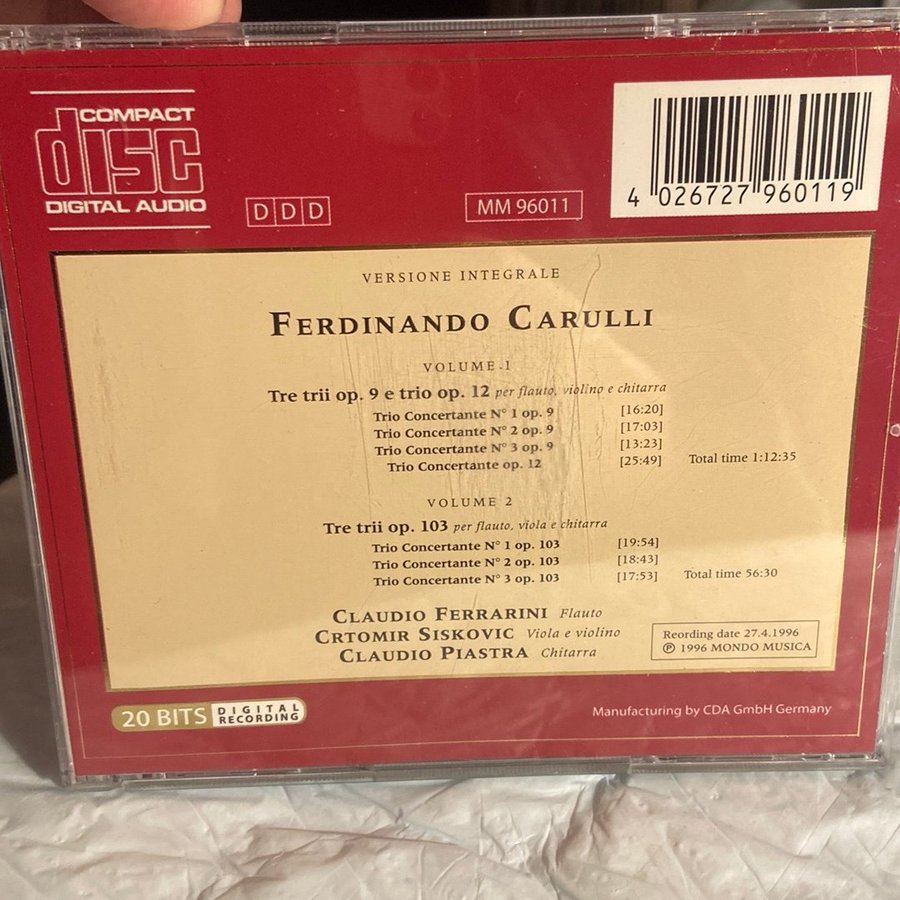 COMPACT
disc
DIGITAL AUDIO
DDD
MM 96011
4 026727 960119
VERSIONE INTEGRALE
FERDINANDO CARULLI
VOLUME 1
Tre trii op. 9 e trio op. 12 per flauto, violino e chitarra
Trio Concertante N° 1 op. 9 [16:20]
Trio Concertante N° 2 op. 9 [17:03]
Trio Concertante N° 3 op. 9 [13:23]
Trio Concertante op. 12 [25:49] Total time 1:12:35
VOLUME 2
Tre trii op. 103 per flauto, viola e chitarra
Trio Concertante N° 1 op. 103 [19:54]
Trio Concertante N° 2 op. 103 [18:43]
Trio Concertante N° 3 op. 103 [17:53] Total time 56:30
CLAUDIO FERRARINI Flauto
CRTOMIR SISKOVIC Viola e violino
CLAUDIO PIASTRA Chitarra
Reording date 27.4.1996
℗ 1996 MONDO MUSICA
20 BITS DIGITAL RECORDING
Manufacturing by CDA GmbH Germany